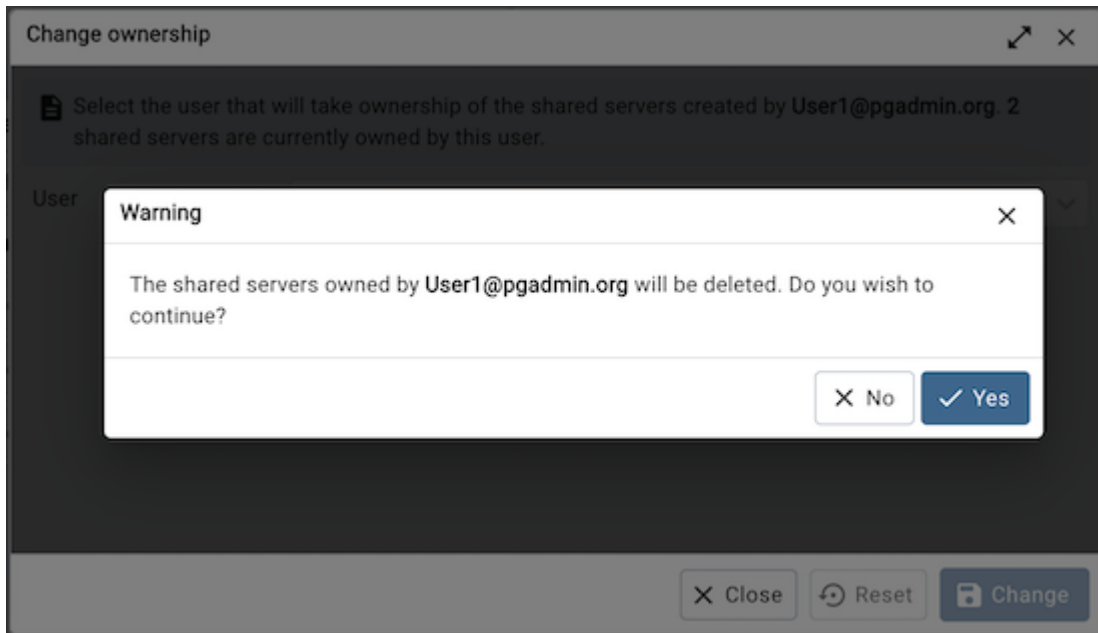 Change ownership
Select the user that will take ownership of the shared servers created by User1@pgadmin.org. 2
shared servers are currently owned by this user.
User
Warning
The shared servers owned by User1@pgadmin.org will be deleted. Do you wish to
continue?
No
Yes
Close
Reset
Change